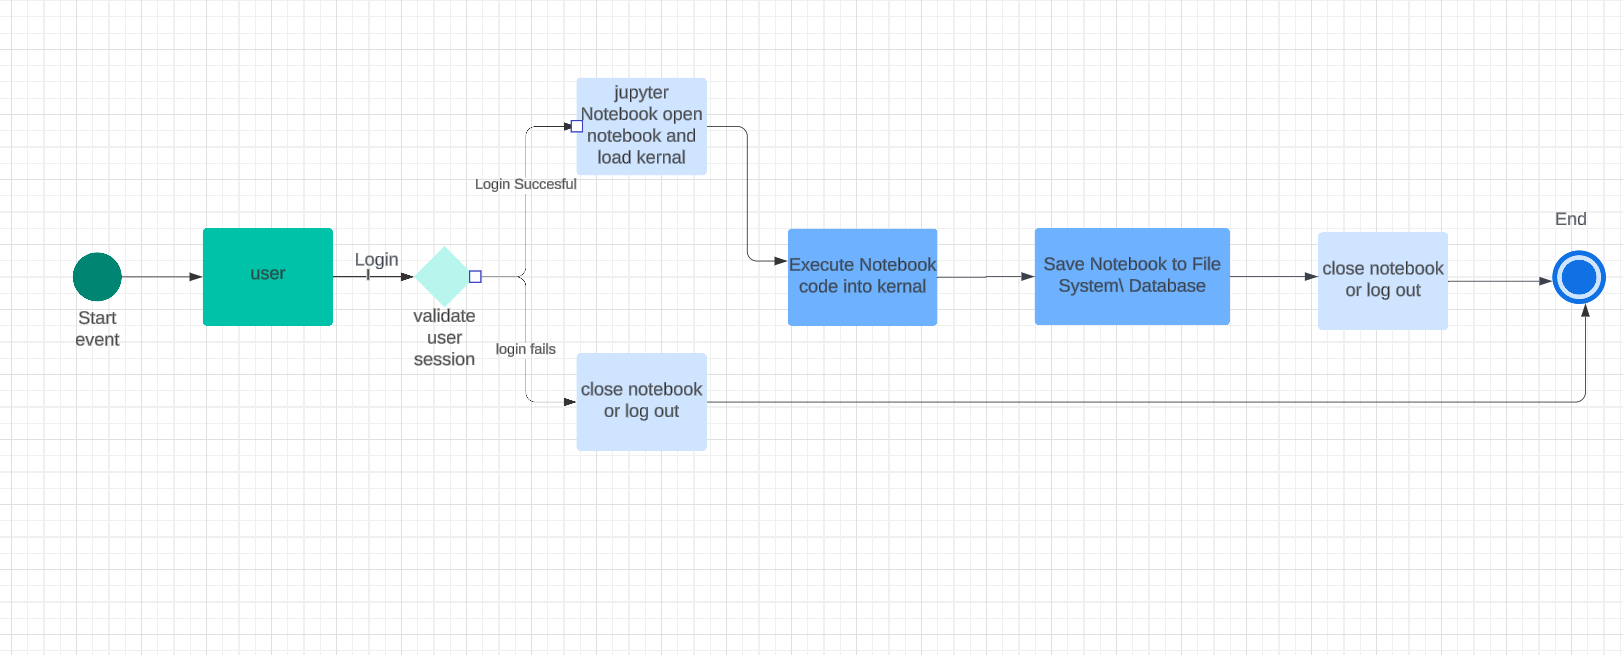 Start
event
user
Login
validate
user
session
Login Succesful
login fails
jupyter
Notebook open
notebook and
load kernal
close notebook
or log out
Execute Notebook
code into kernal
Save Notebook to File
System\ Database
close notebook
or log out
End